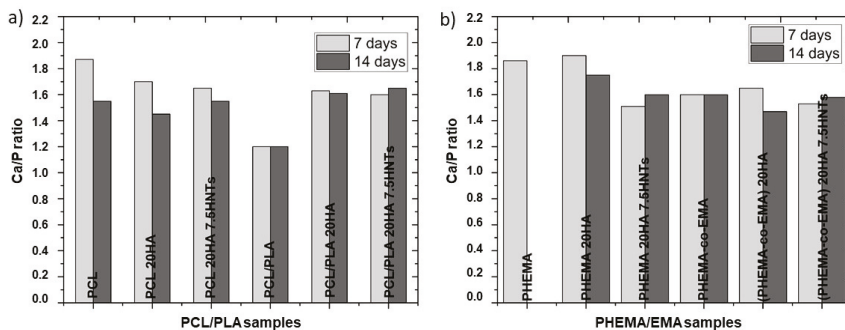 a)
2.2
2.0
1.8
1.6
1.4
1.2
1.0
0.8
0.6
0.4
0.2
0.0
Ca/P ratio
7 days
14 days
PCL
PCL 20HA
PCL 20HA 7.5HNTs
PCL/PLA
PCL/PLA 20HA
PCL/PLA 20HA 7.5HNTs
PCL/PLA samples
b)
2.2
2.0
1.8
1.6
1.4
1.2
1.0
0.8
0.6
0.4
0.2
0.0
Ca/P ratio
7 days
14 days
PHEMA
PHEMA 20HA
PHEMA 20HA 7.5HNTs
PHEMA-co-EMA
(PHEMA-co-EMA) 20HA
(PHEMA-co-EMA) 20HA 7.5HNTs
PHEMA/EMA samples